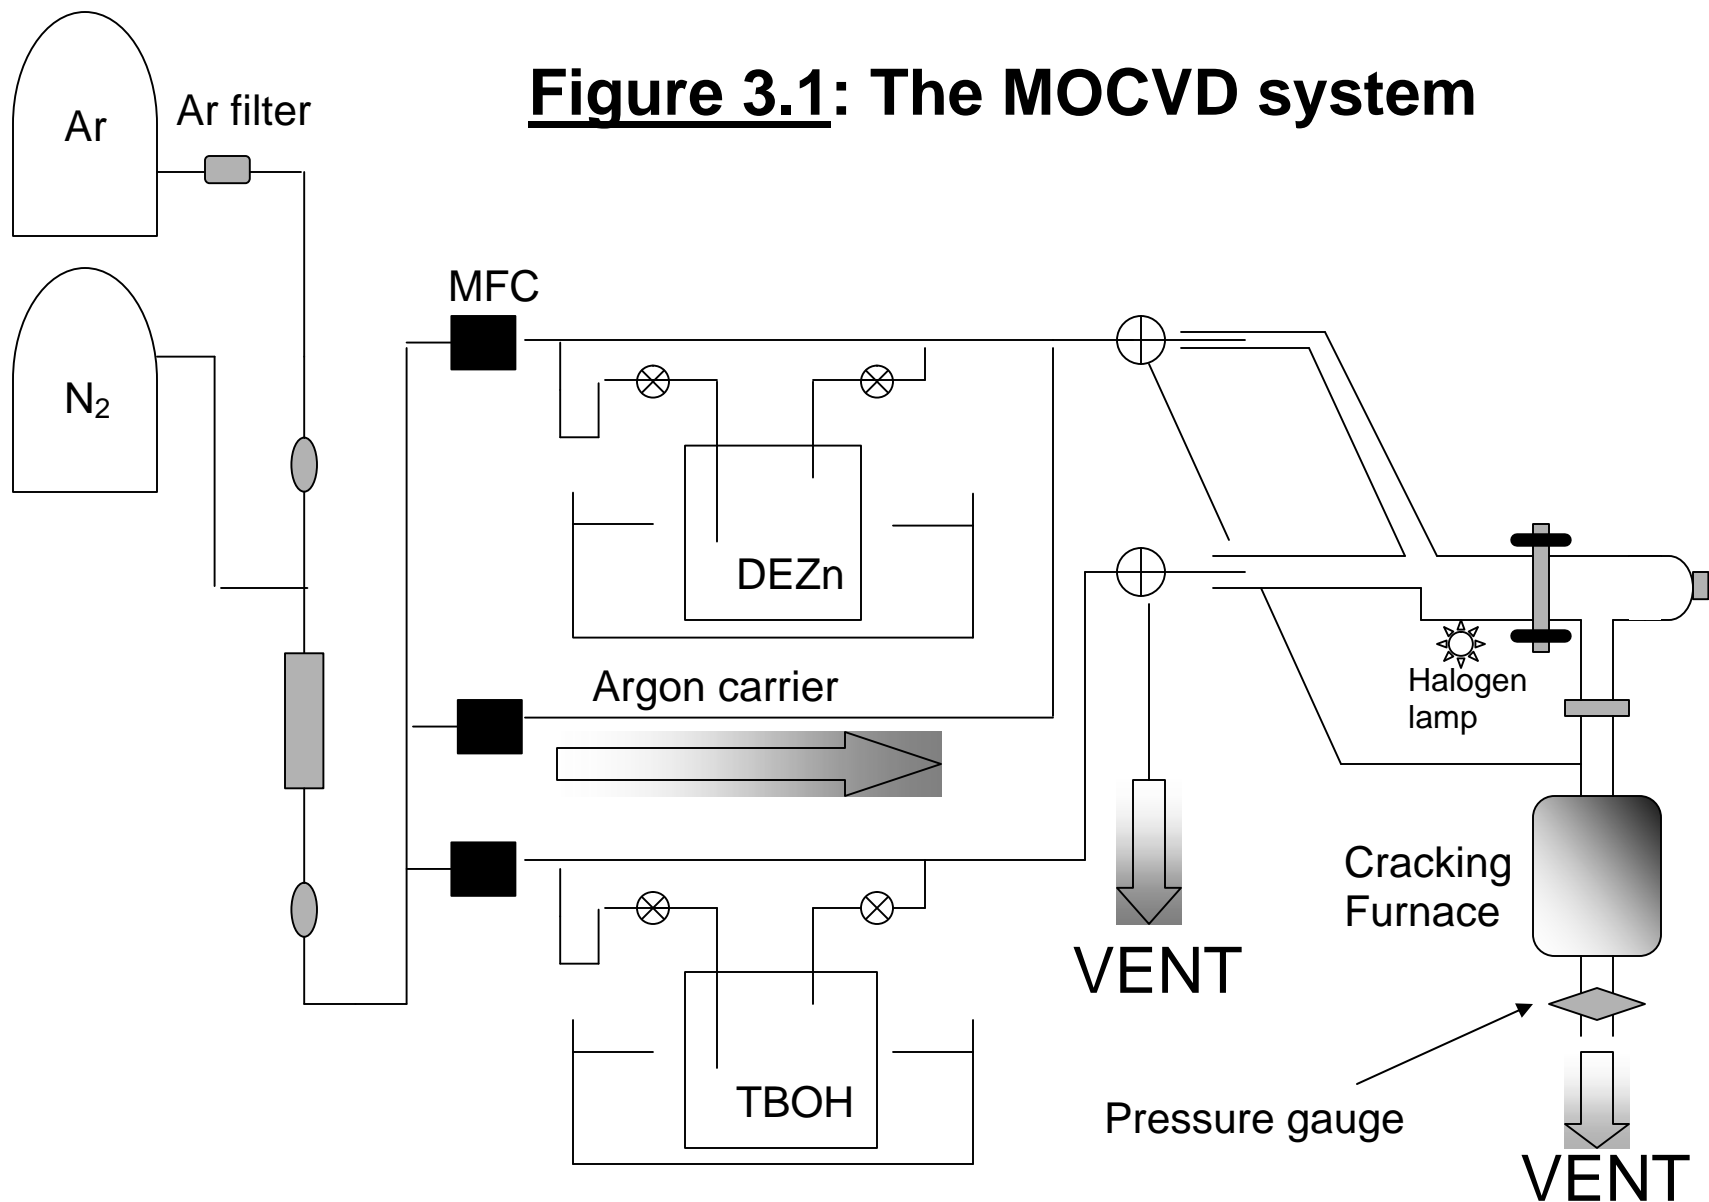 Figure 3.1: The MOCVD system
Ar
Ar filter
N₂
MFC
DEZn
Argon carrier
Halogen
lamp
Cracking
Furnace
VENT
TBOH
Pressure gauge
VENT